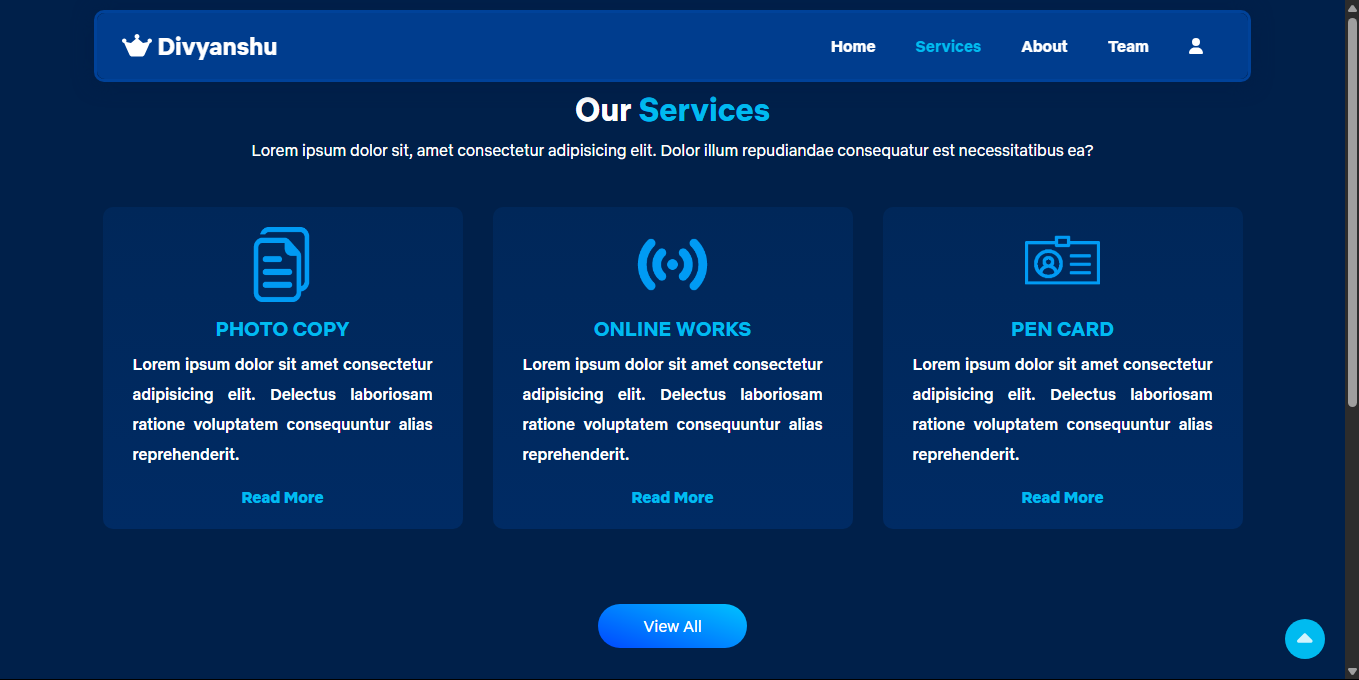 Divyanshu
Home Services About Team
Our Services
Lorem ipsum dolor sit, amet consectetur adipisicing elit. Dolor illum repudiandae consequatur est necessitatibus ea?
PHOTO COPY
Lorem ipsum dolor sit amet consectetur
adipisicing elit. Delectus laboriosam
ratione voluptatem consequuntur alias
reprehenderit.
Read More
ONLINE WORKS
Lorem ipsum dolor sit amet consectetur
adipisicing elit. Delectus laboriosam
ratione voluptatem consequuntur alias
reprehenderit.
Read More
PEN CARD
Lorem ipsum dolor sit amet consectetur
adipisicing elit. Delectus laboriosam
ratione voluptatem consequuntur alias
reprehenderit.
Read More
View All